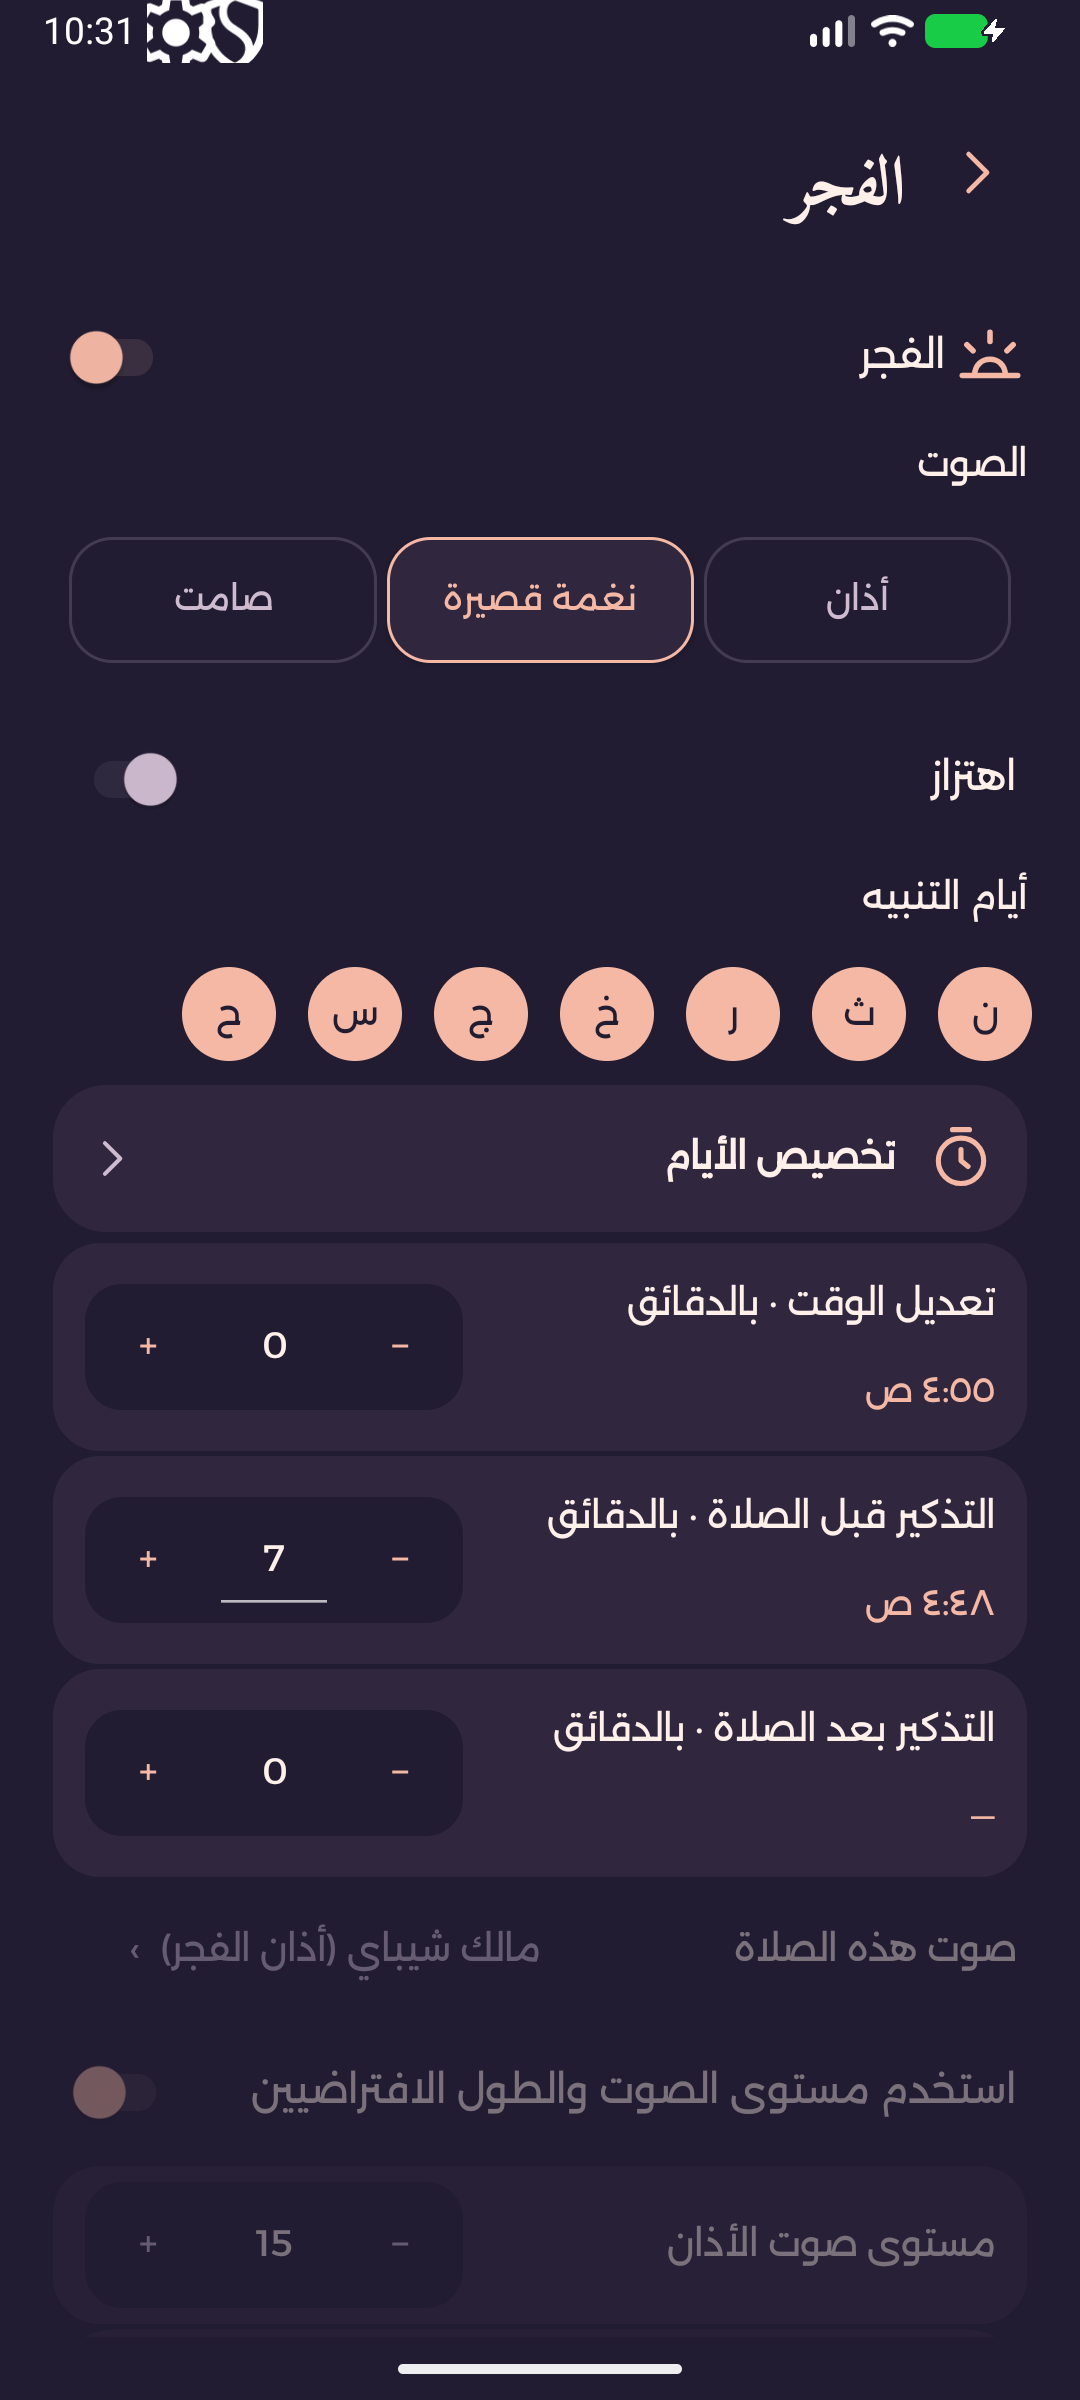 10:31
الفجر
الفجر
الصوت
أذان
نغمة قصيرة
صامت
اهتزاز
أيام التنبيه
ن ث ر خ ج س ح
تخصيص الأيام
تعديل الوقت · بالدقائق
− 0 +
٤:٥٥ ص
التذكير قبل الصلاة · بالدقائق
− 7 +
٤:٤٨ ص
التذكير بعد الصلاة · بالدقائق
− 0 +
—
صوت هذه الصلاة
مالك شيباي (أذان الفجر) ›
استخدم مستوى الصوت والطول الافتراضيين
مستوى صوت الأذان
− 15 +